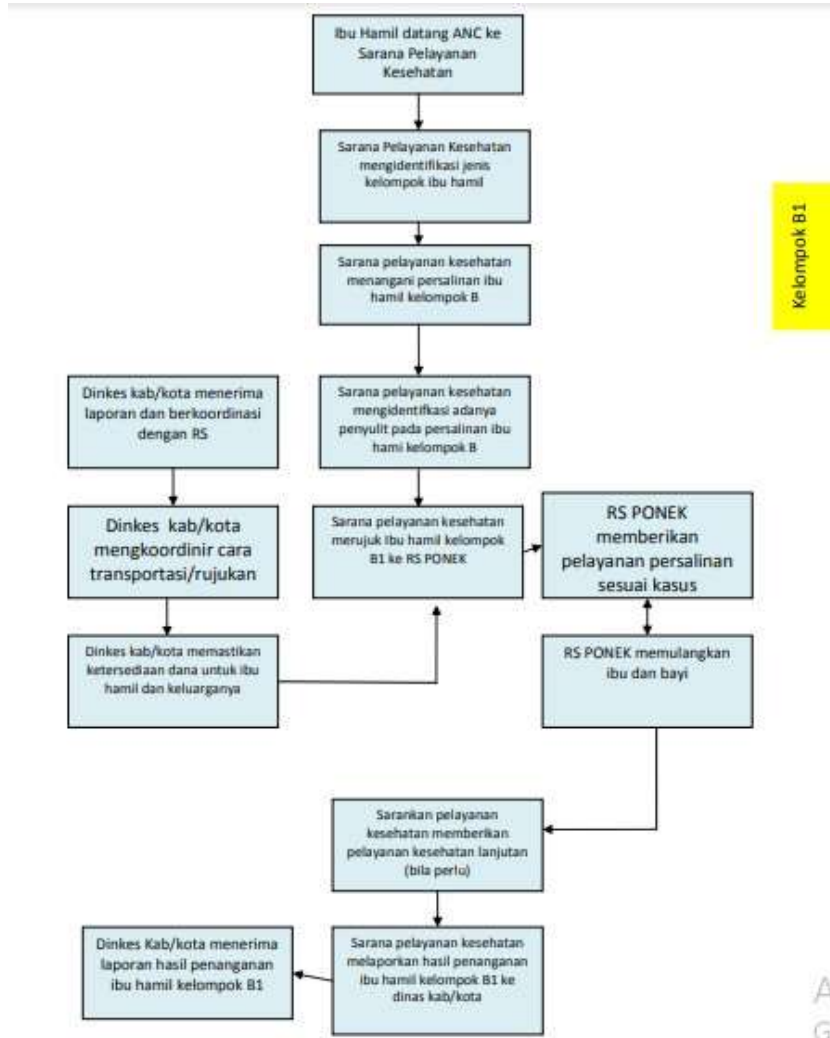 Ibu Hamil datang ANC ke
Sarana Pelayanan
Kesehatan
Sarana Pelayanan Kesehatan
mengidentifikasi jenis
kelompok ibu hamil
Kelompok B1
Sarana pelayanan kesehatan
menangani persalinan ibu
hamil kelompok B
Dinkes kab/kota menerima
laporan dan berkoordinasi
dengan RS
Sarana pelayanan kesehatan
mengidentifkasi adanya
penyulit pada persalinan ibu
hami kelompok B
Dinkes kab/kota
mengkoordinir cara
transportasi/rujukan
Sarana pelayanan kesehatan
merujuk ibu hamil kelompok
B1 ke RS PONEK
RS PONEK
memberikan
pelayanan persalinan
sesuai kasus
Dinkes kab/kota memastikan
ketersediaan dana untuk ibu
hamil dan keluarganya
RS PONEK memulangkan
ibu dan bayi
Sarankan pelayanan
kesehatan memberikan
pelayanan kesehatan lanjutan
(bila perlu)
Dinkes Kab/kota menerima
laporan hasil penanganan
ibu hamil kelompok B1
Sarana pelayanan kesehatan
melaporkan hasil penanganan
ibu hamil kelompok B1 ke
dinas kab/kota
A